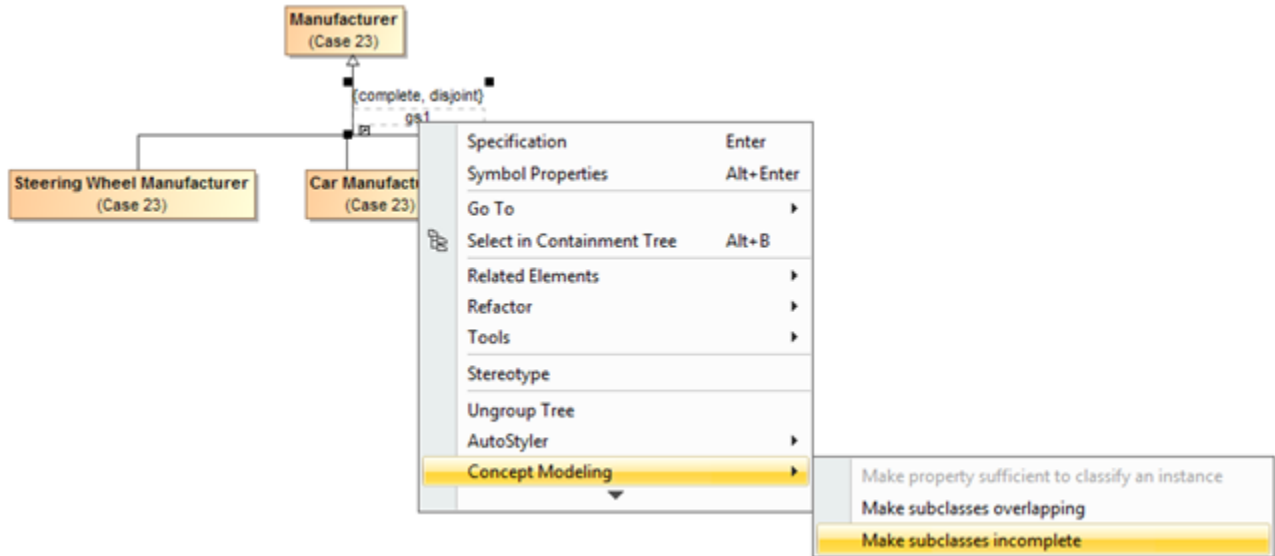 Manufacturer
(Case 23)
{complete, disjoint}
gs1
Steering Wheel Manufacturer
(Case 23)
Car Manufactu
(Case 23)
Specification Enter
Symbol Properties Alt+Enter
Go To
Select in Containment Tree Alt+B
Related Elements
Refactor
Tools
Stereotype
Ungroup Tree
AutoStyler
Concept Modeling
Make property sufficient to classify an instance
Make subclasses overlapping
Make subclasses incomplete